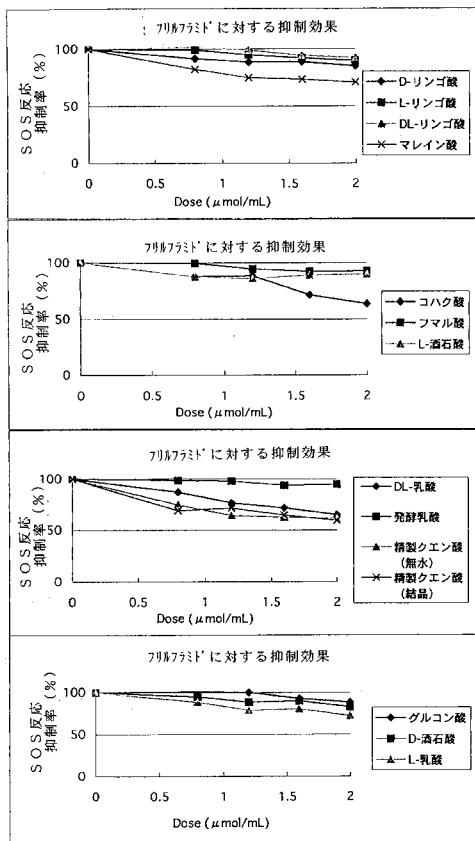 ﾌﾘﾙﾌﾗﾐﾄﾞに対する抑制効果
SOS反応
抑制率(%)
100
50
0
0
0.5
1
1.5
2
Dose(μmol/mL)
D-リンゴ酸
L-リンゴ酸
DL-リンゴ酸
マレイン酸
ﾌﾘﾙﾌﾗﾐﾄﾞに対する抑制効果
SOS反応
抑制率(%)
100
50
0
0
0.5
1
1.5
2
Dose(μmol/mL)
コハク酸
フマル酸
L-酒石酸
ﾌﾘﾙﾌﾗﾐﾄﾞに対する抑制効果
SOS反応
抑制率(%)
100
50
0
0
0.5
1
1.5
2
Dose(μmol/mL)
DL-乳酸
発酵乳酸
精製クエン酸
(無水)
精製クエン酸
(結晶)
ﾌﾘﾙﾌﾗﾐﾄﾞに対する抑制効果
SOS反応
抑制率(%)
100
50
0
0
0.5
1
1.5
2
Dose(μmol/mL)
グルコン酸
D-酒石酸
L-乳酸